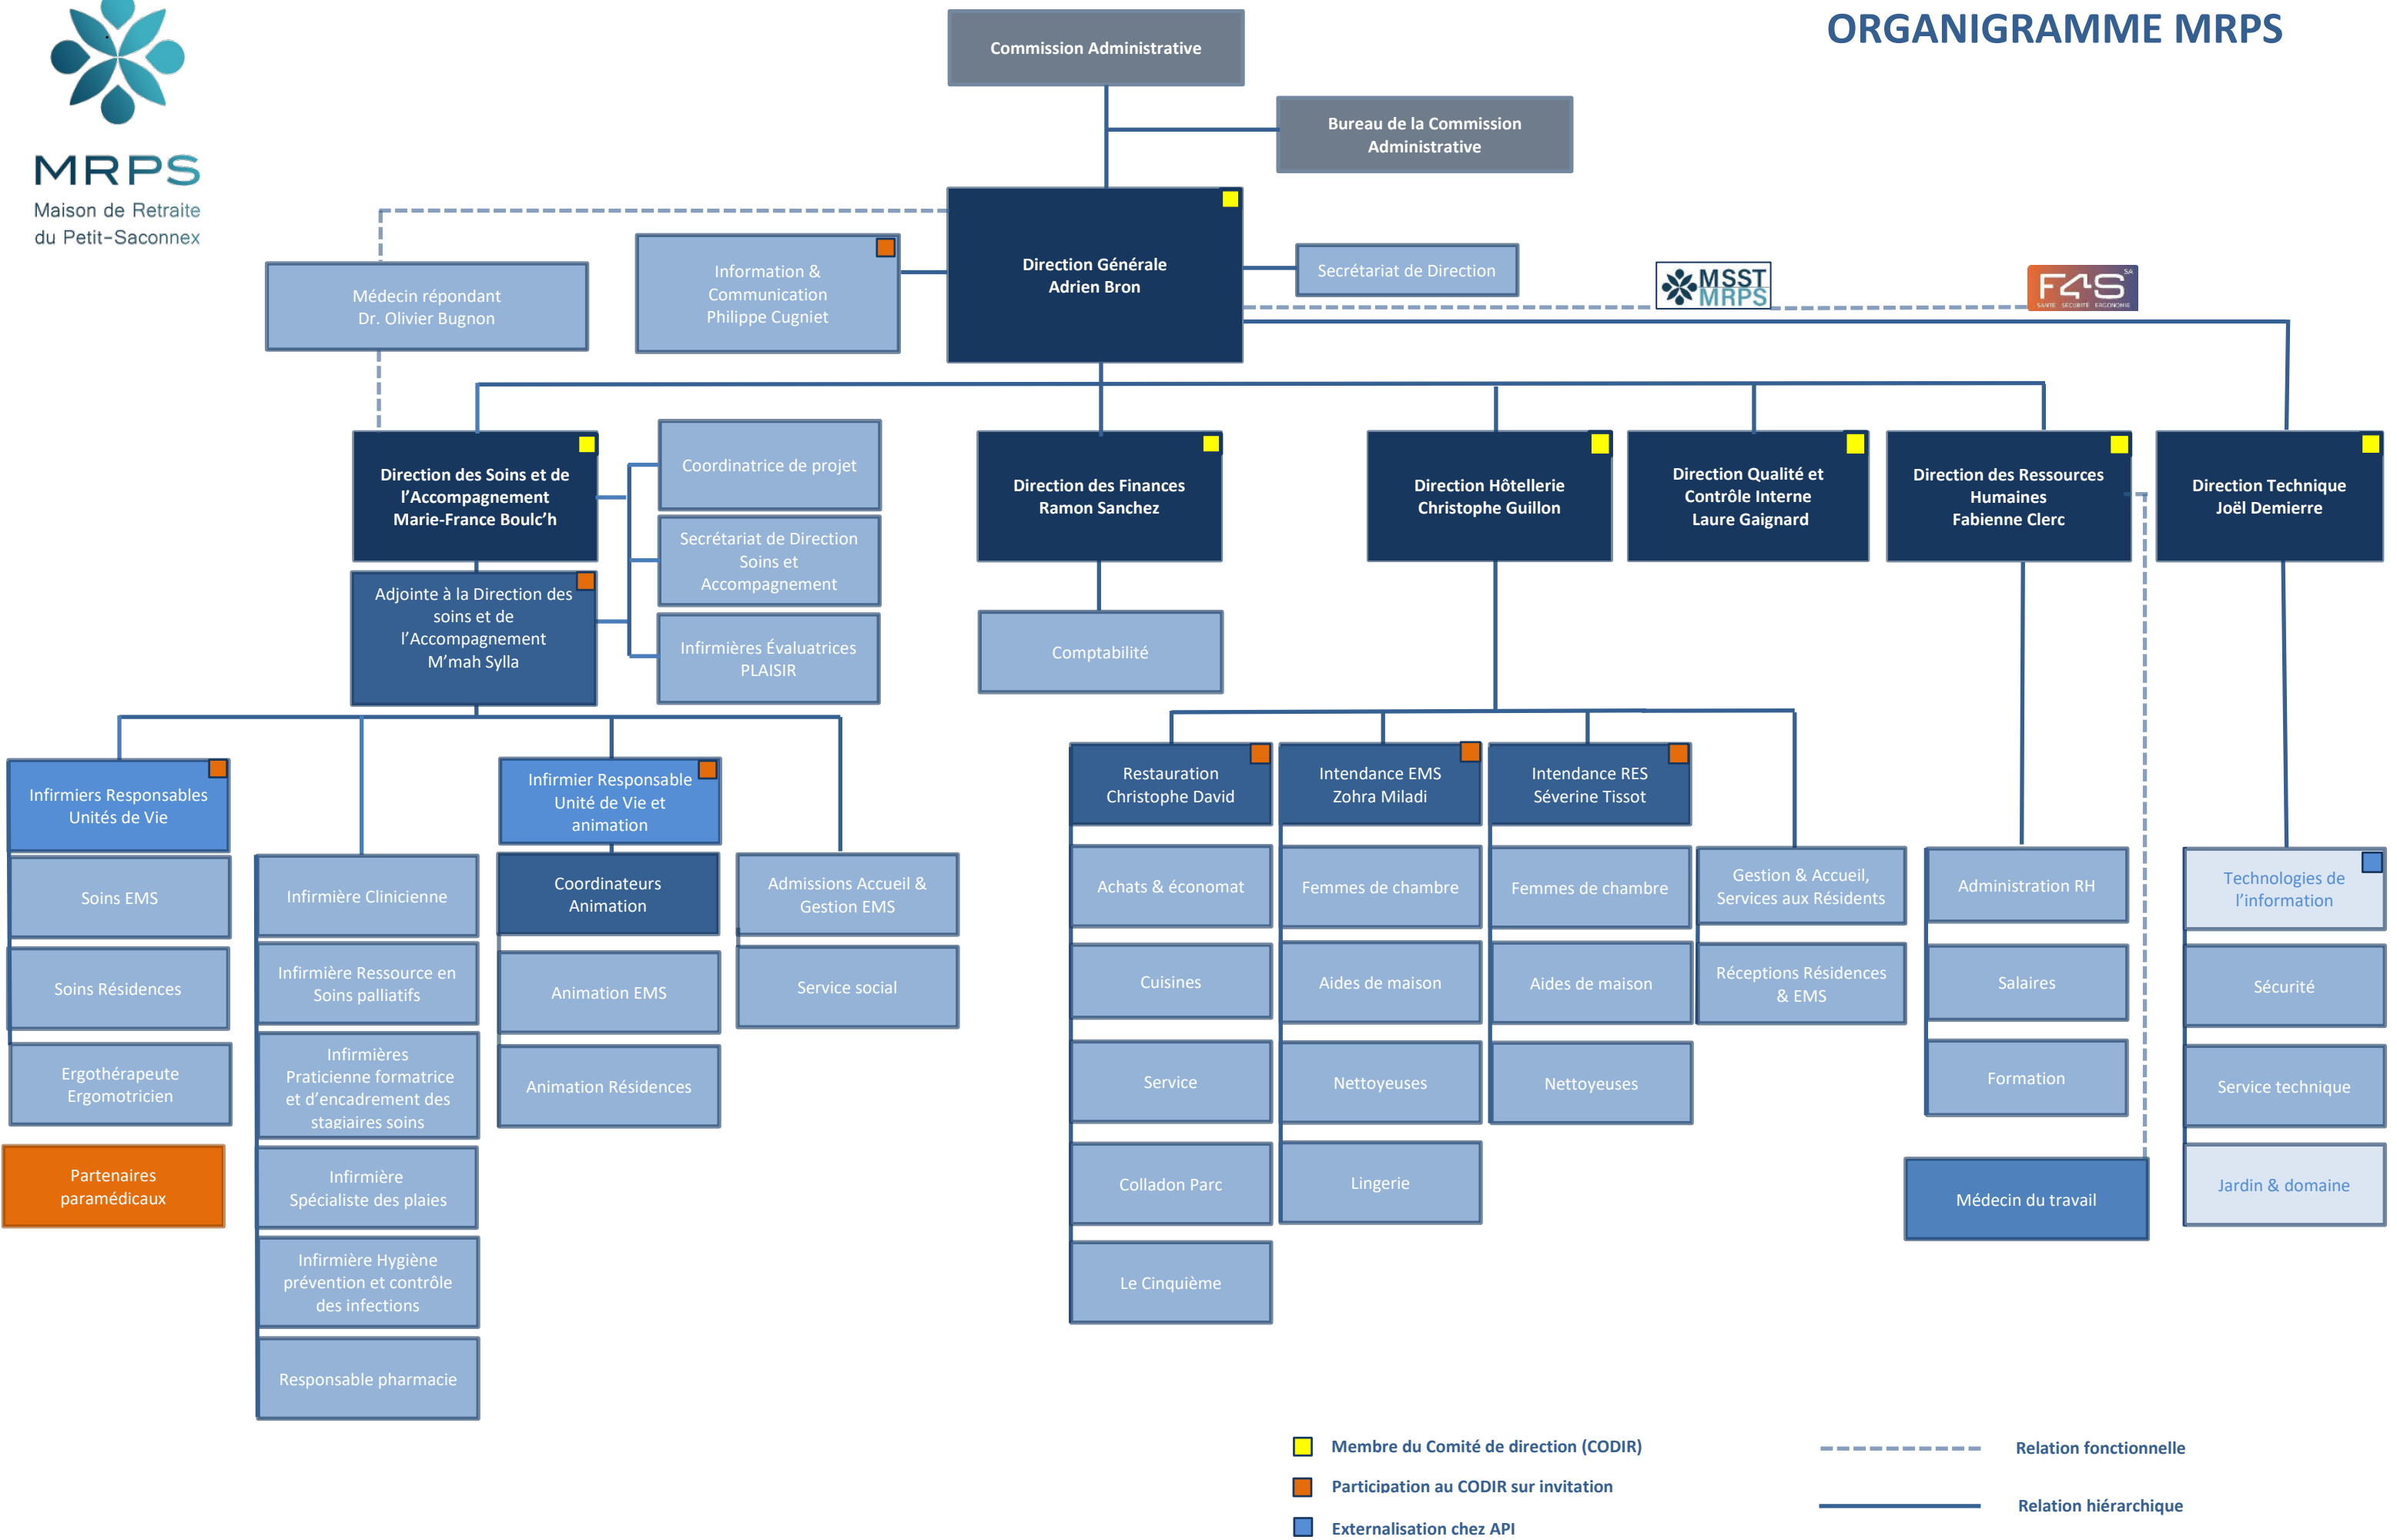 ORGANIGRAMME MRPS
MRPS
Maison de Retraite
du Petit-Saconnex
Commission Administrative
Bureau de la Commission
Administrative
Direction Générale
Adrien Bron
Information &
Communication
Philippe Cugniet
Secrétariat de Direction
Médecin répondant
Dr. Olivier Bugnon
MSST
MRPS
F4S SA
SANTÉ SÉCURITÉ ERGONOMIE
Direction des Soins et de
l’Accompagnement
Marie-France Boulc’h
Coordinatrice de projet
Secrétariat de Direction
Soins et
Accompagnement
Infirmières Évaluatrices
PLAISIR
Adjointe à la Direction des
soins et de
l’Accompagnement
M’mah Sylla
Direction des Finances
Ramon Sanchez
Comptabilité
Direction Hôtellerie
Christophe Guillon
Direction Qualité et
Contrôle Interne
Laure Gaignard
Direction des Ressources
Humaines
Fabienne Clerc
Direction Technique
Joël Demierre
Infirmiers Responsables
Unités de Vie
Soins EMS
Soins Résidences
Ergothérapeute
Ergomotricien
Partenaires
paramédicaux
Infirmière Clinicienne
Infirmière Ressource en
Soins palliatifs
Infirmières
Praticienne formatrice
et d’encadrement des
stagiaires soins
Infirmière
Spécialiste des plaies
Infirmière Hygiène
prévention et contrôle
des infections
Responsable pharmacie
Infirmier Responsable
Unité de Vie et
animation
Coordinateurs
Animation
Animation EMS
Animation Résidences
Admissions Accueil &
Gestion EMS
Service social
Restauration
Christophe David
Achats & économat
Cuisines
Service
Colladon Parc
Le Cinquième
Intendance EMS
Zohra Miladi
Femmes de chambre
Aides de maison
Nettoyeuses
Lingerie
Intendance RES
Séverine Tissot
Femmes de chambre
Aides de maison
Nettoyeuses
Gestion & Accueil,
Services aux Résidents
Réceptions Résidences
& EMS
Administration RH
Salaires
Formation
Médecin du travail
Technologies de
l’information
Sécurité
Service technique
Jardin & domaine
Membre du Comité de direction (CODIR)
Participation au CODIR sur invitation
Externalisation chez API
Relation fonctionnelle
Relation hiérarchique